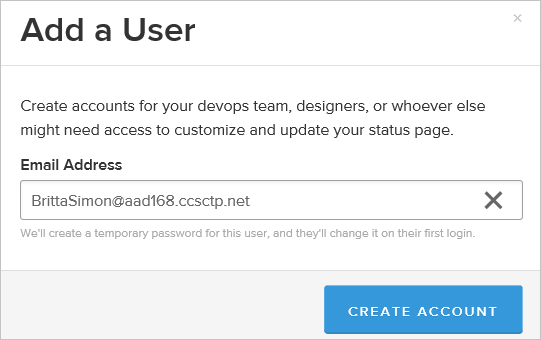 Add a User
×
Create accounts for your devops team, designers, or whoever else
might need access to customize and update your status page.
Email Address
BrittaSimon@aad168.ccsctp.net
We'll create a temporary password for this user, and they'll change it on their first login.
CREATE ACCOUNT